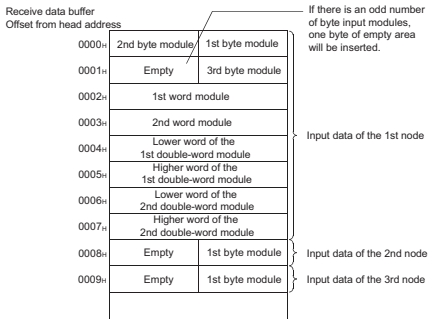 Receive data buffer
Offset from head address
If there is an odd number
of byte input modules,
one byte of empty area
will be inserted.
0000H 2nd byte module 1st byte module
0001H Empty 3rd byte module
0002H 1st word module
0003H 2nd word module
0004H Lower word of the
1st double-word module
Input data of the 1st node
0005H Higher word of the
1st double-word module
0006H Lower word of the
2nd double-word module
0007H Higher word of the
2nd double-word module
0008H Empty 1st byte module Input data of the 2nd node
0009H Empty 1st byte module Input data of the 3rd node